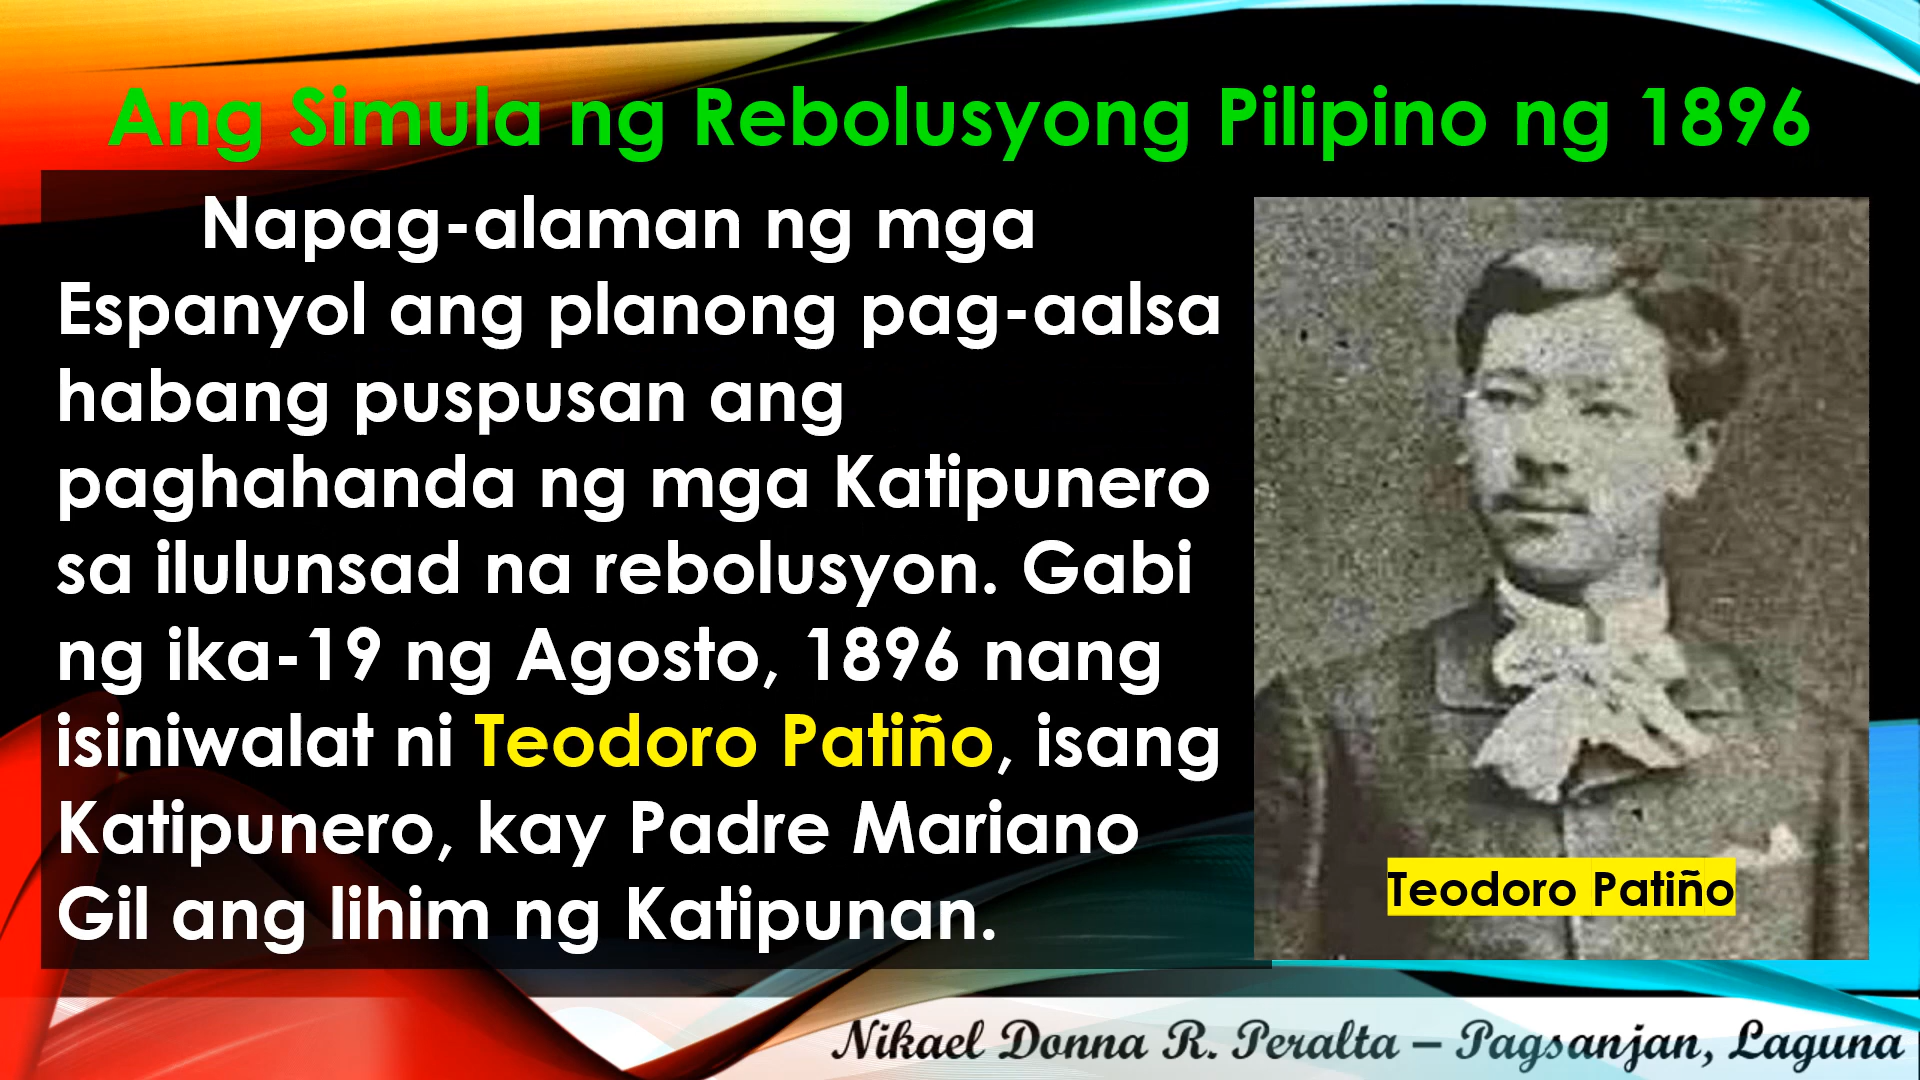 Ang Simula ng Rebolusyong Pilipino ng 1896
Napag-alaman ng mga
Espanyol ang planong pag-aalsa
habang puspusan ang
paghahanda ng mga Katipunero
sa ilulunsad na rebolusyon. Gabi
ng ika-19 ng Agosto, 1896 nang
isiniwalat ni Teodoro Patiño, isang
Katipunero, kay Padre Mariano
Gil ang lihim ng Katipunan.
Teodoro Patiño
Nikael Donna R. Peralta – Pagsanjan, Laguna